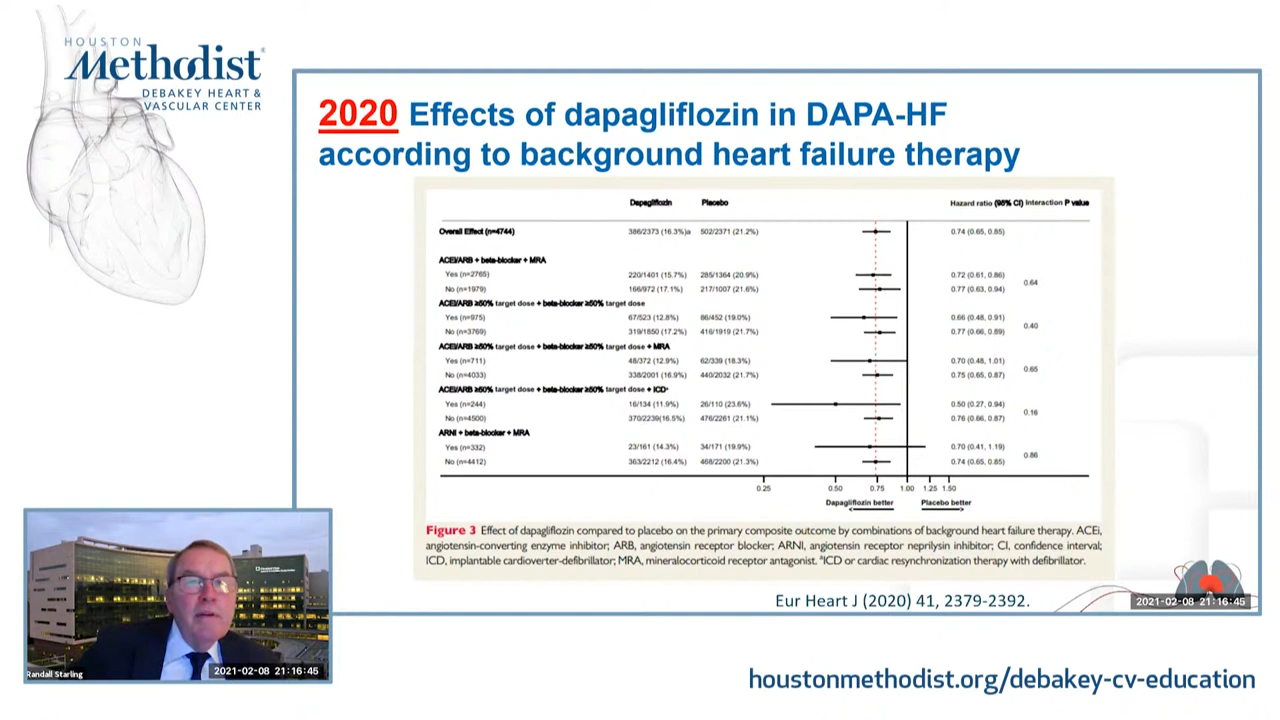 HOUSTON
Methodist®
DEBAKEY HEART &
VASCULAR CENTER
2020 Effects of dapagliflozin in DAPA-HF
according to background heart failure therapy
Dapagliflozin Placebo Hazard ratio (95% CI) Interaction P value
Overall Effect (n=4744) 386/2373 (16.3%)a 502/2371 (21.2%) 0.74 (0.65, 0.85)
ACEI/ARB + beta-blocker + MRA
Yes (n=2765) 220/1401 (15.7%) 285/1364 (20.9%) 0.72 (0.61, 0.86)
0.64
No (n=1979) 166/972 (17.1%) 217/1007 (21.6%) 0.77 (0.63, 0.94)
ACEI/ARB ≥50% target dose + beta-blocker ≥50% target dose
Yes (n=975) 67/523 (12.8%) 86/452 (19.0%) 0.66 (0.48, 0.91)
0.40
No (n=3769) 319/1850 (17.2%) 416/1919 (21.7%) 0.77 (0.66, 0.89)
ACEI/ARB ≥50% target dose + beta-blocker ≥50% target dose + MRA
Yes (n=711) 48/372 (12.9%) 62/339 (18.3%) 0.70 (0.48, 1.01)
0.65
No (n=4033) 338/2001 (16.9%) 440/2032 (21.7%) 0.75 (0.65, 0.87)
ACEI/ARB ≥50% target dose + beta-blocker ≥50% target dose + ICDᵃ
Yes (n=244) 16/134 (11.9%) 26/110 (23.6%) 0.50 (0.27, 0.94)
0.16
No (n=4500) 370/2239(16.5%) 476/2261 (21.1%) 0.76 (0.66, 0.87)
ARNI + beta-blocker + MRA
Yes (n=332) 23/161 (14.3%) 34/171 (19.9%) 0.70 (0.41, 1.19)
0.86
No (n=4412) 363/2212 (16.4%) 468/2200 (21.3%) 0.74 (0.65, 0.85)
0.25 0.50 0.75 1.00 1.25 1.50
Dapagliflozin better Placebo better
Figure 3 Effect of dapagliflozin compared to placebo on the primary composite outcome by combinations of background heart failure therapy. ACEi,
angiotensin-converting enzyme inhibitor; ARB, angiotensin receptor blocker; ARNI, angiotensin receptor neprilysin inhibitor; CI, confidence interval;
ICD, implantable cardioverter-defibrillator; MRA, mineralocorticoid receptor antagonist. ᵃICD or cardiac resynchronization therapy with defibrillator.
Eur Heart J (2020) 41, 2379-2392.
2021-02-08 21:16:45
Randall Starling
2021-02-08 21:16:45
houstonmethodist.org/debakey-cv-education